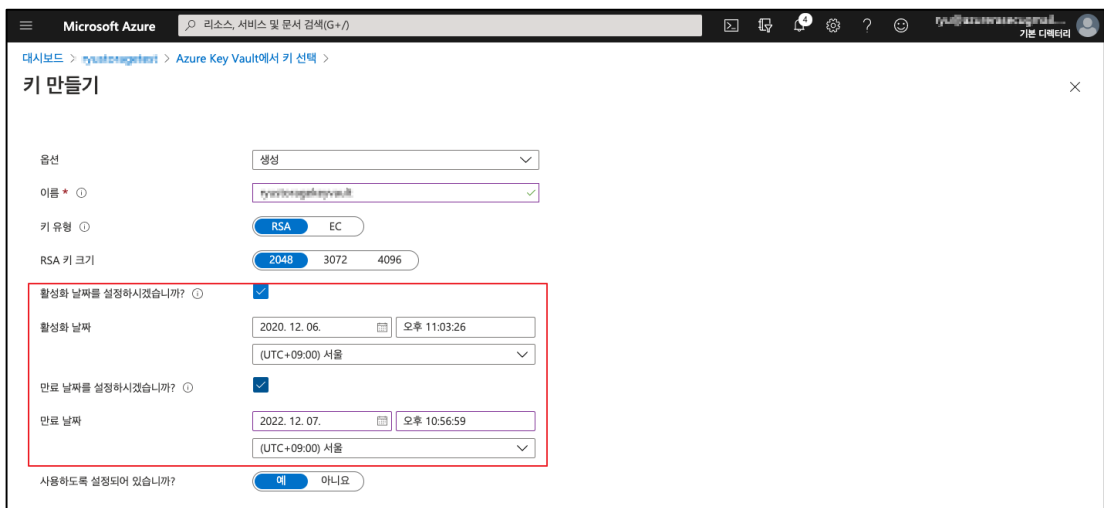 Microsoft Azure
리소스, 서비스 및 문서 검색(G+/)
4
기본 디렉터리
대시보드 > > Azure Key Vault에서 키 선택 >
키 만들기
옵션
생성
이름 *
키 유형
RSA EC
RSA 키 크기
2048 3072 4096
활성화 날짜를 설정하시겠습니까?
활성화 날짜
2020. 12. 06. 오후 11:03:26
(UTC+09:00) 서울
만료 날짜를 설정하시겠습니까?
만료 날짜
2022. 12. 07. 오후 10:56:59
(UTC+09:00) 서울
사용하도록 설정되어 있습니까?
예 아니요